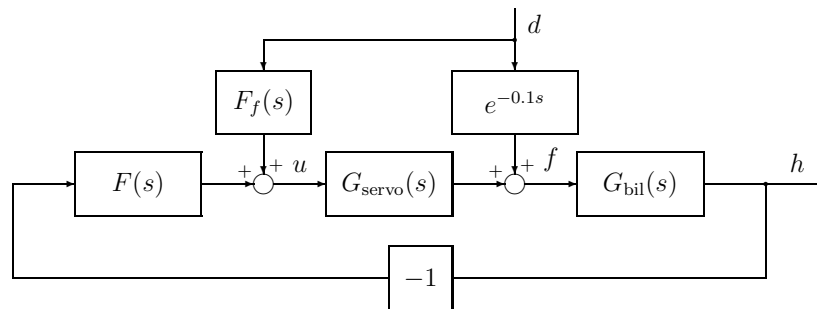 d
F_f(s)
e^{-0.1s}
+ + u + + f h
F(s) G_servo(s) G_bil(s)
−1